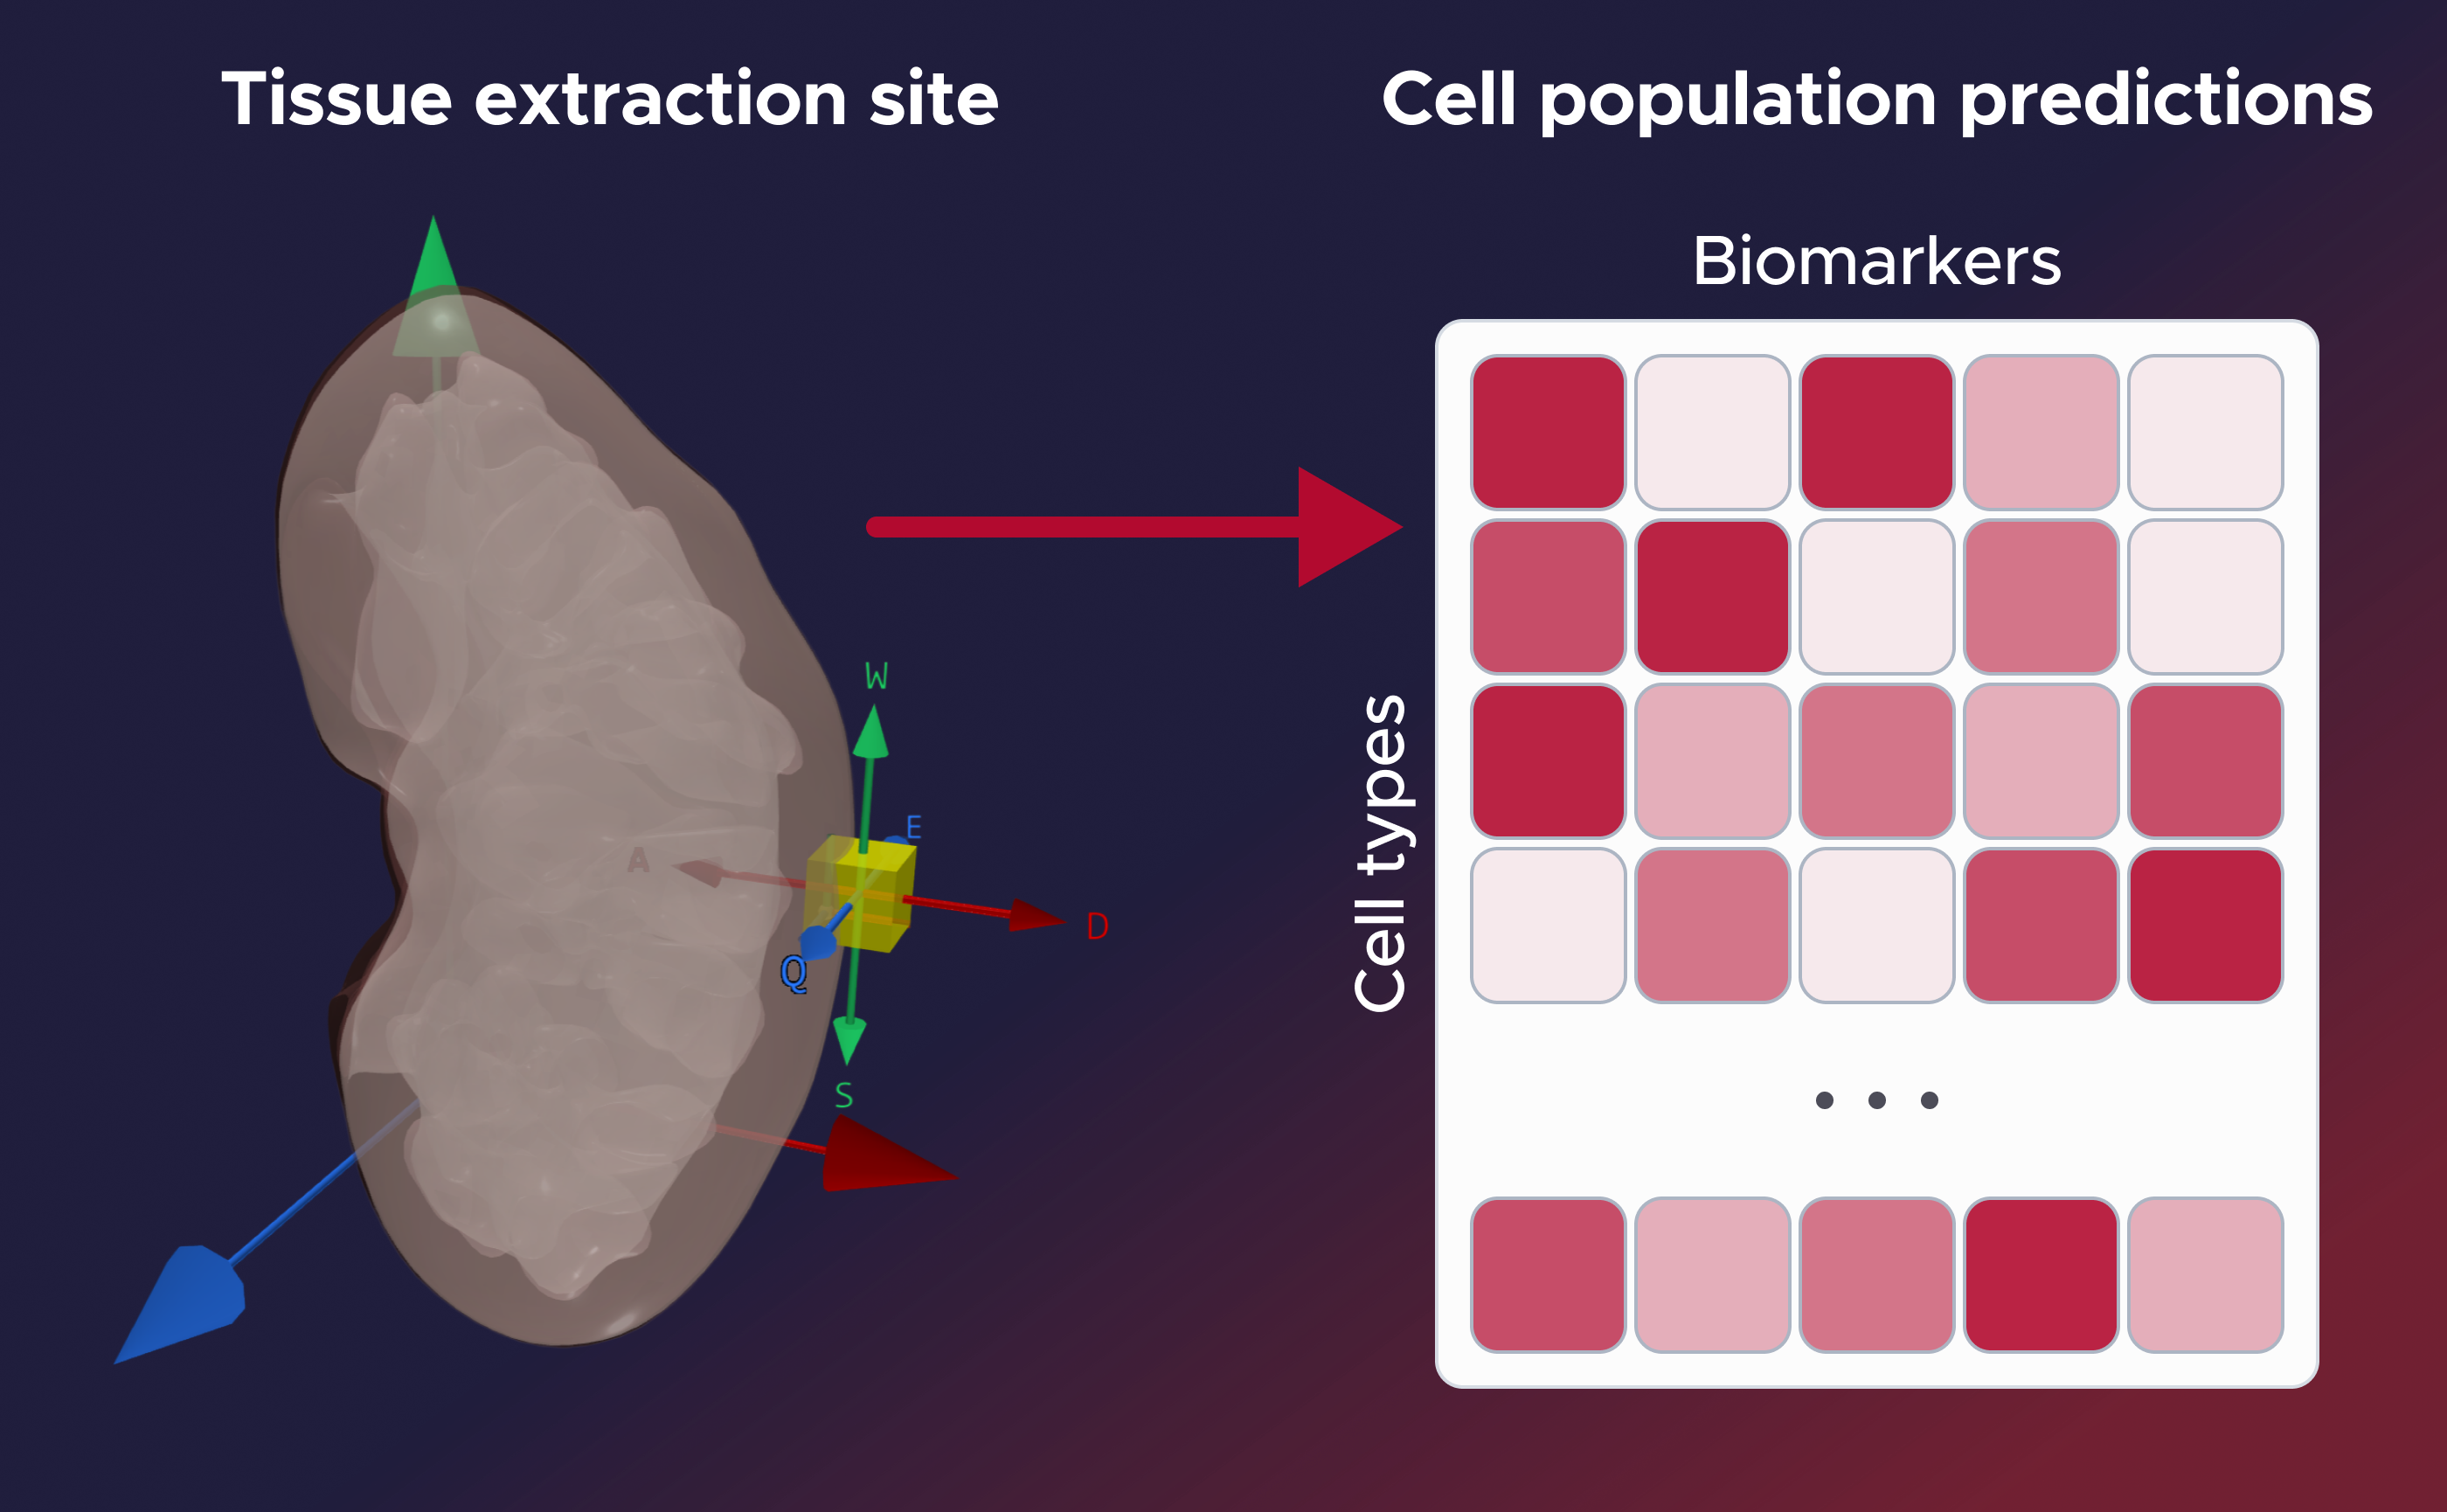 Tissue extraction site
Cell population predictions
Biomarkers
Cell types
W
E
A
D
Q
S